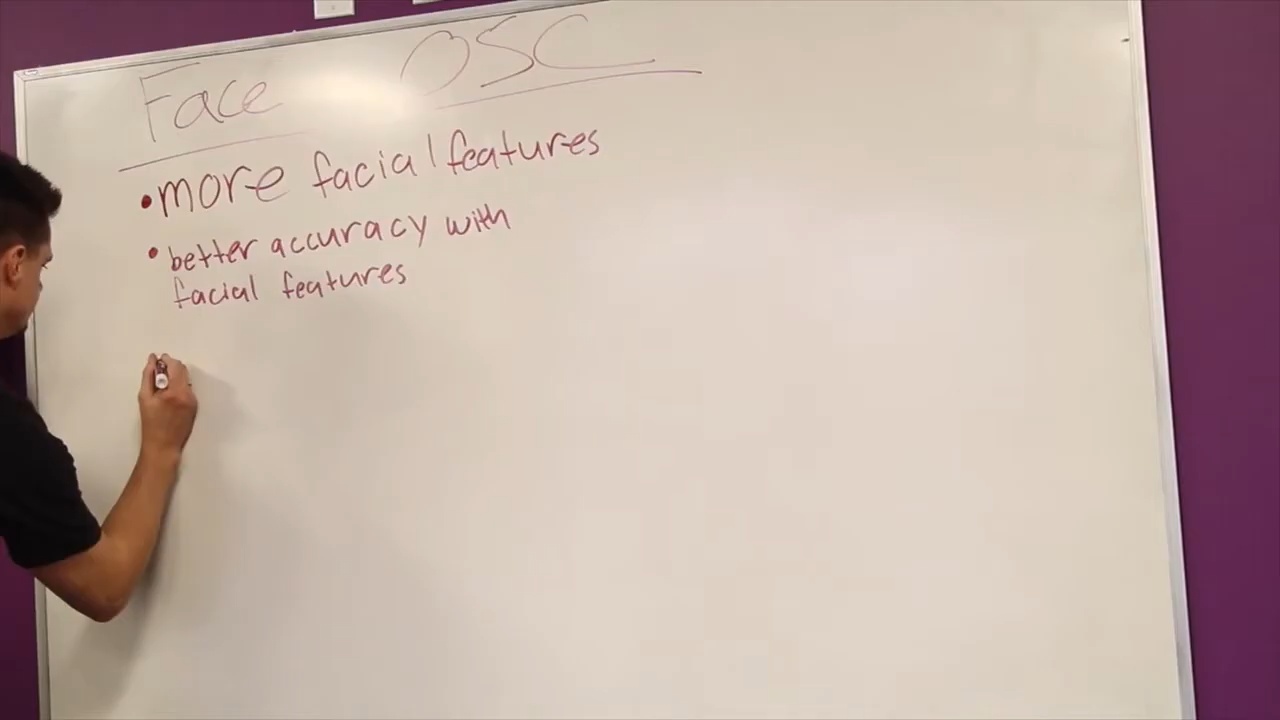 Face OSC
• more facial features
• better accuracy with
facial features